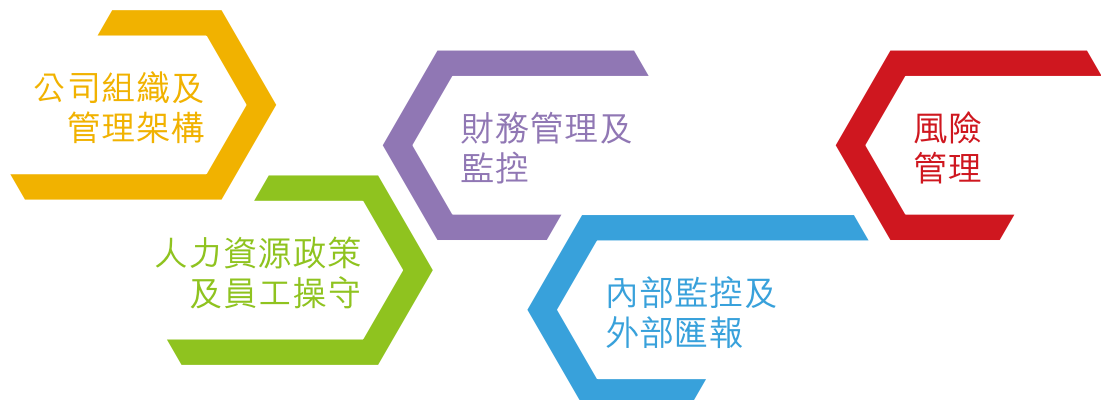 公司組織及
管理架構
人力資源政策
及員工操守
財務管理及
監控
內部監控及
外部匯報
風險
管理